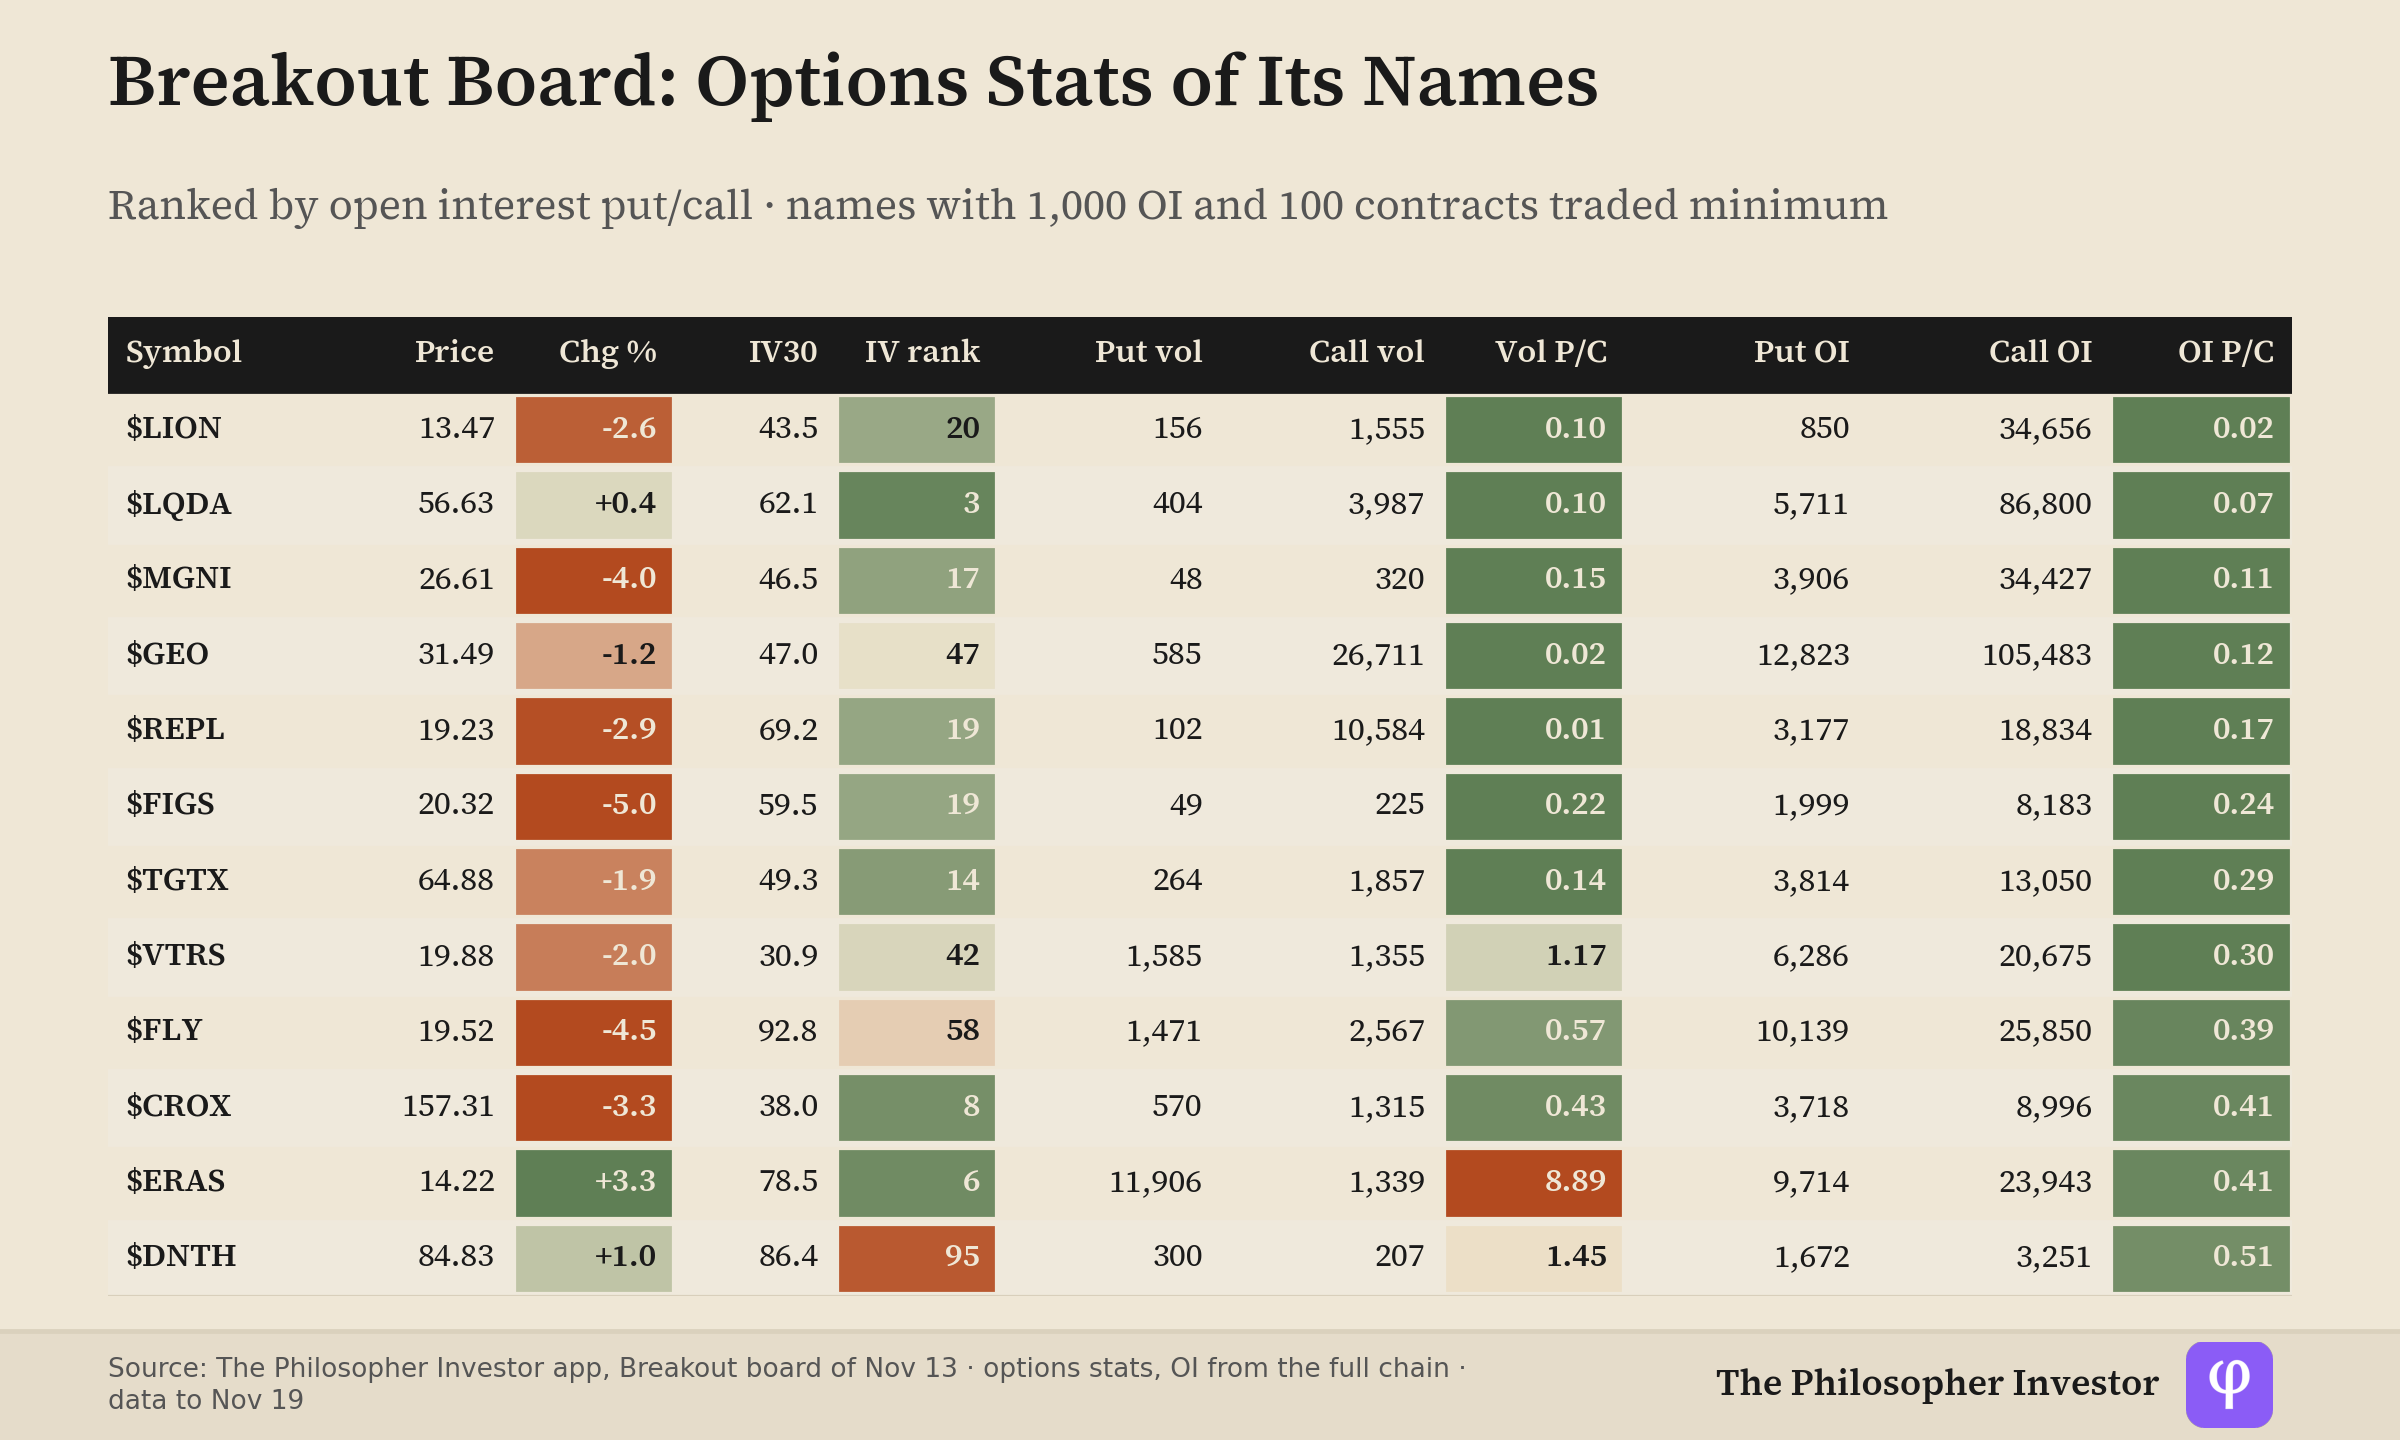 Breakout Board: Options Stats of Its Names
Ranked by open interest put/call · names with 1,000 OI and 100 contracts traded minimum
Symbol Price Chg % IV30 IV rank Put vol Call vol Vol P/C Put OI Call OI OI P/C
$LION 13.47 -2.6 43.5 20 156 1,555 0.10 850 34,656 0.02
$LQDA 56.63 +0.4 62.1 3 404 3,987 0.10 5,711 86,800 0.07
$MGNI 26.61 -4.0 46.5 17 48 320 0.15 3,906 34,427 0.11
$GEO 31.49 -1.2 47.0 47 585 26,711 0.02 12,823 105,483 0.12
$REPL 19.23 -2.9 69.2 19 102 10,584 0.01 3,177 18,834 0.17
$FIGS 20.32 -5.0 59.5 19 49 225 0.22 1,999 8,183 0.24
$TGTX 64.88 -1.9 49.3 14 264 1,857 0.14 3,814 13,050 0.29
$VTRS 19.88 -2.0 30.9 42 1,585 1,355 1.17 6,286 20,675 0.30
$FLY 19.52 -4.5 92.8 58 1,471 2,567 0.57 10,139 25,850 0.39
$CROX 157.31 -3.3 38.0 8 570 1,315 0.43 3,718 8,996 0.41
$ERAS 14.22 +3.3 78.5 6 11,906 1,339 8.89 9,714 23,943 0.41
$DNTH 84.83 +1.0 86.4 95 300 207 1.45 1,672 3,251 0.51
Source: The Philosopher Investor app, Breakout board of Nov 13 · options stats, OI from the full chain ·
data to Nov 19
The Philosopher Investor φ